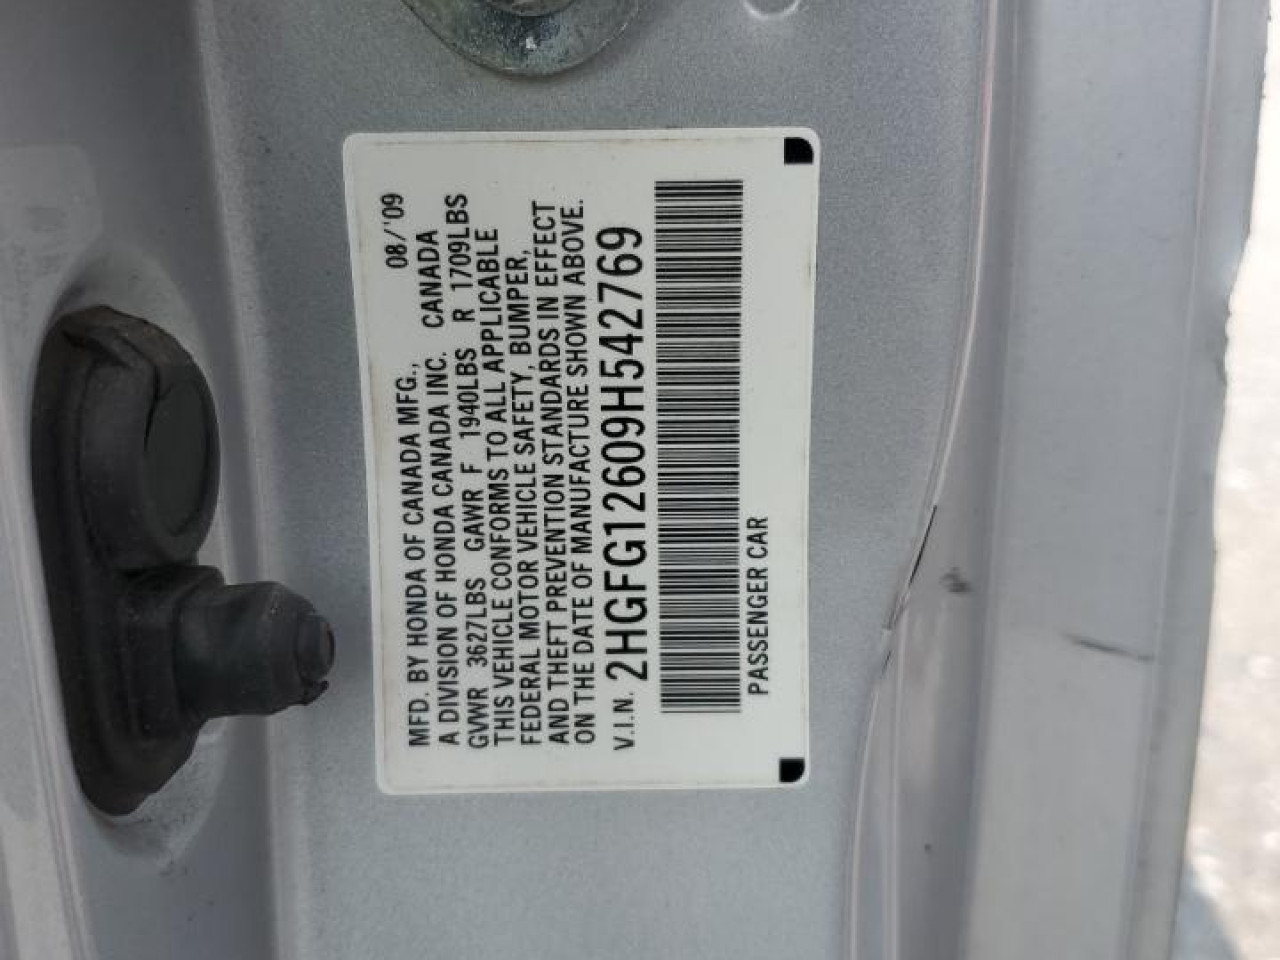 MFD. BY HONDA OF CANADA MFG., 08/'09
A DIVISION OF HONDA CANADA INC. CANADA
GVWR 3627LBS GAWR F 1940LBS R 1709LBS
THIS VEHICLE CONFORMS TO ALL APPLICABLE
FEDERAL MOTOR VEHICLE SAFETY, BUMPER,
AND THEFT PREVENTION STANDARDS IN EFFECT
ON THE DATE OF MANUFACTURE SHOWN ABOVE.
V.I.N. 2HGFG12609H542769
PASSENGER CAR